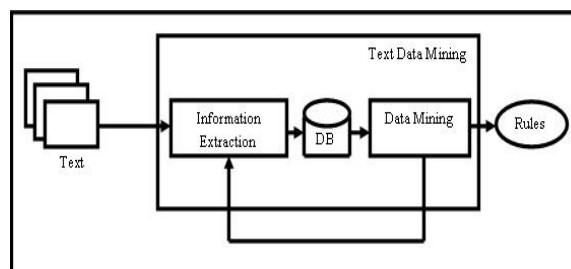 Text Data Mining
Text
Information
Extraction
DB
Data Mining
Rules